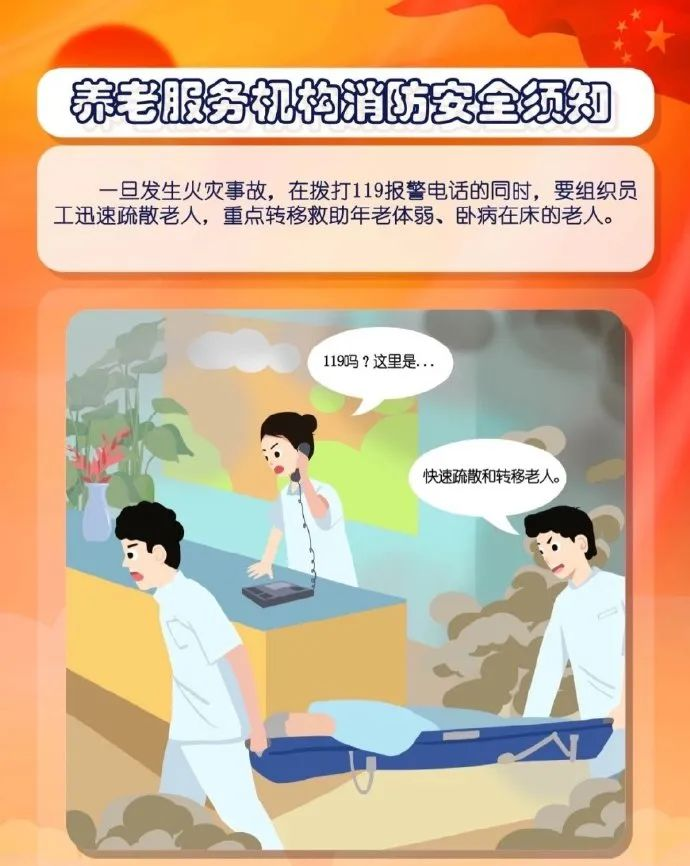 养老服务机构消防安全须知
一旦发生火灾事故，在拨打119报警电话的同时，要组织员
工迅速疏散老人，重点转移救助年老体弱、卧病在床的老人。
119吗？这里是...
快速疏散和转移老人。